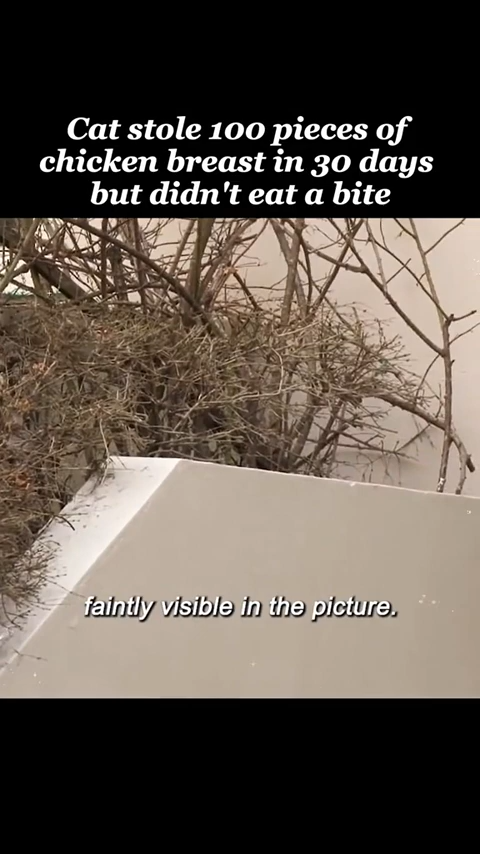 Cat stole 100 pieces of
chicken breast in 30 days
but didn't eat a bite
faintly visible in the picture.